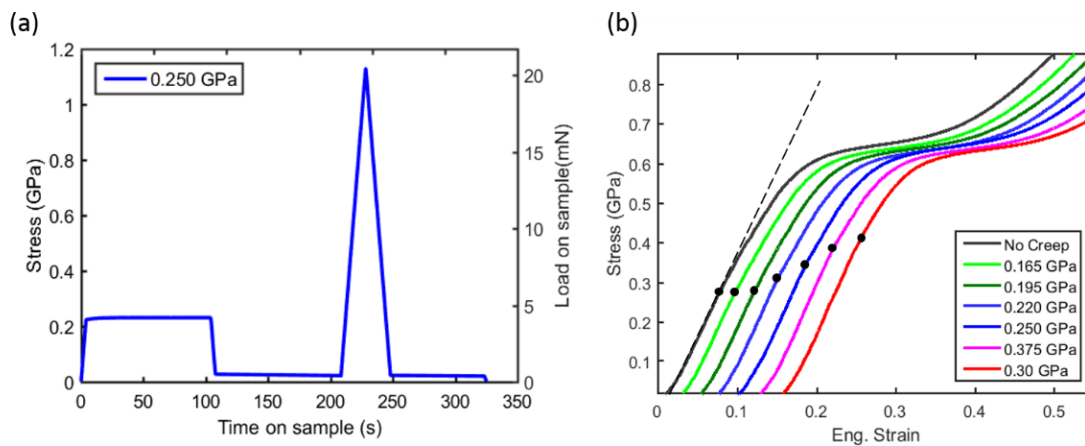 (a)
1.2
1
0.8
0.6
0.4
0.2
0
Stress (GPa)
0.250 GPa
20
15
10
5
0
Load on sample(mN)
0 50 100 150 200 250 300 350
Time on sample (s)
(b)
0.8
0.7
0.6
0.5
0.4
0.3
0.2
0.1
Stress (GPa)
No Creep
0.165 GPa
0.195 GPa
0.220 GPa
0.250 GPa
0.375 GPa
0.30 GPa
0 0.1 0.2 0.3 0.4 0.5
Eng. Strain